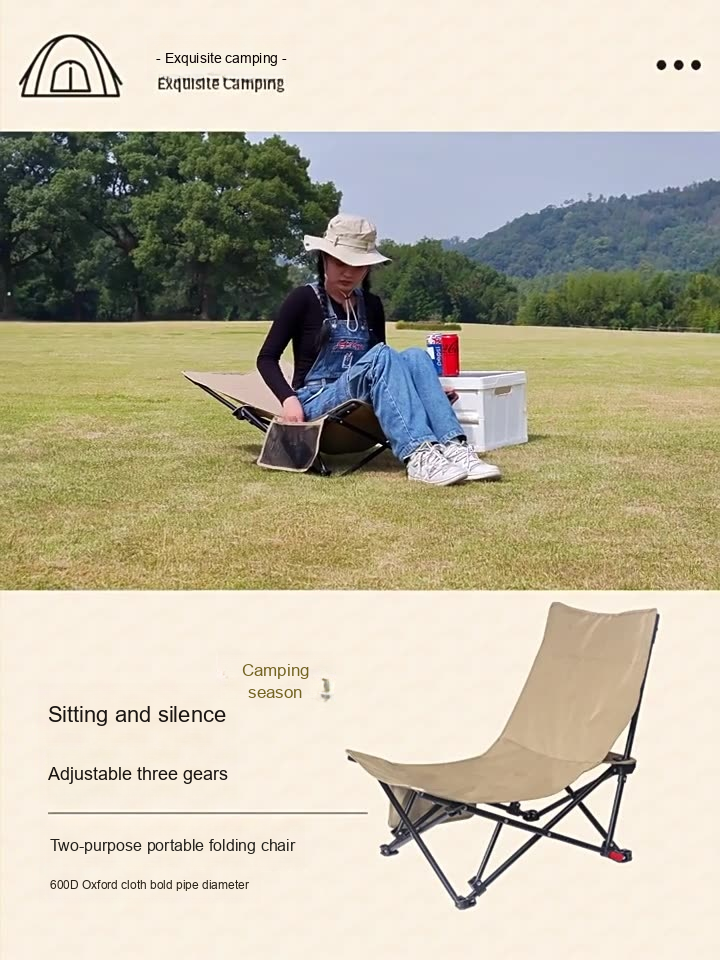 - Exquisite camping -
Exquisite Camping
pepsi
Camping
season
Sitting and silence
Adjustable three gears
Two-purpose portable folding chair
600D Oxford cloth bold pipe diameter